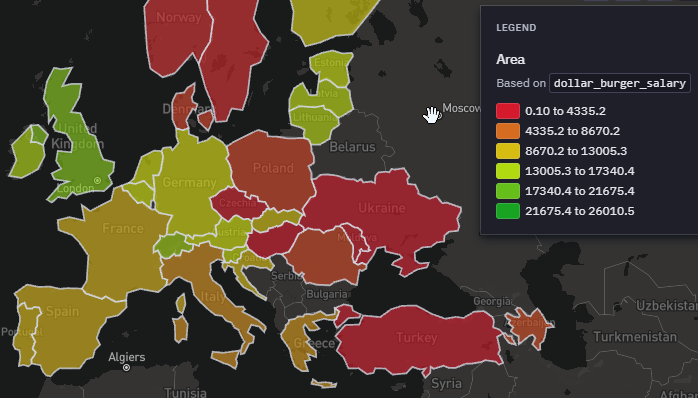 Norway
LEGEND
Area
Based on dollar_burger_salary
0.10 to 4335.2
4335.2 to 8670.2
8670.2 to 13005.3
13005.3 to 17340.4
17340.4 to 21675.4
21675.4 to 26010.5
Estonia
Latvia
Lithuania
Moscow
Denmark
United
Kingdom
London
Belarus
Poland
Germany
Czechia
Ukraine
France
Austria
Moldova
Croatia
Serbia
Italy
Bulgaria
Georgia
Azerbaijan
Uzbekistan
Spain
Portugal
Greece
Turkey
Turkmenistan
Algiers
Syria
Tunisia
Afghan